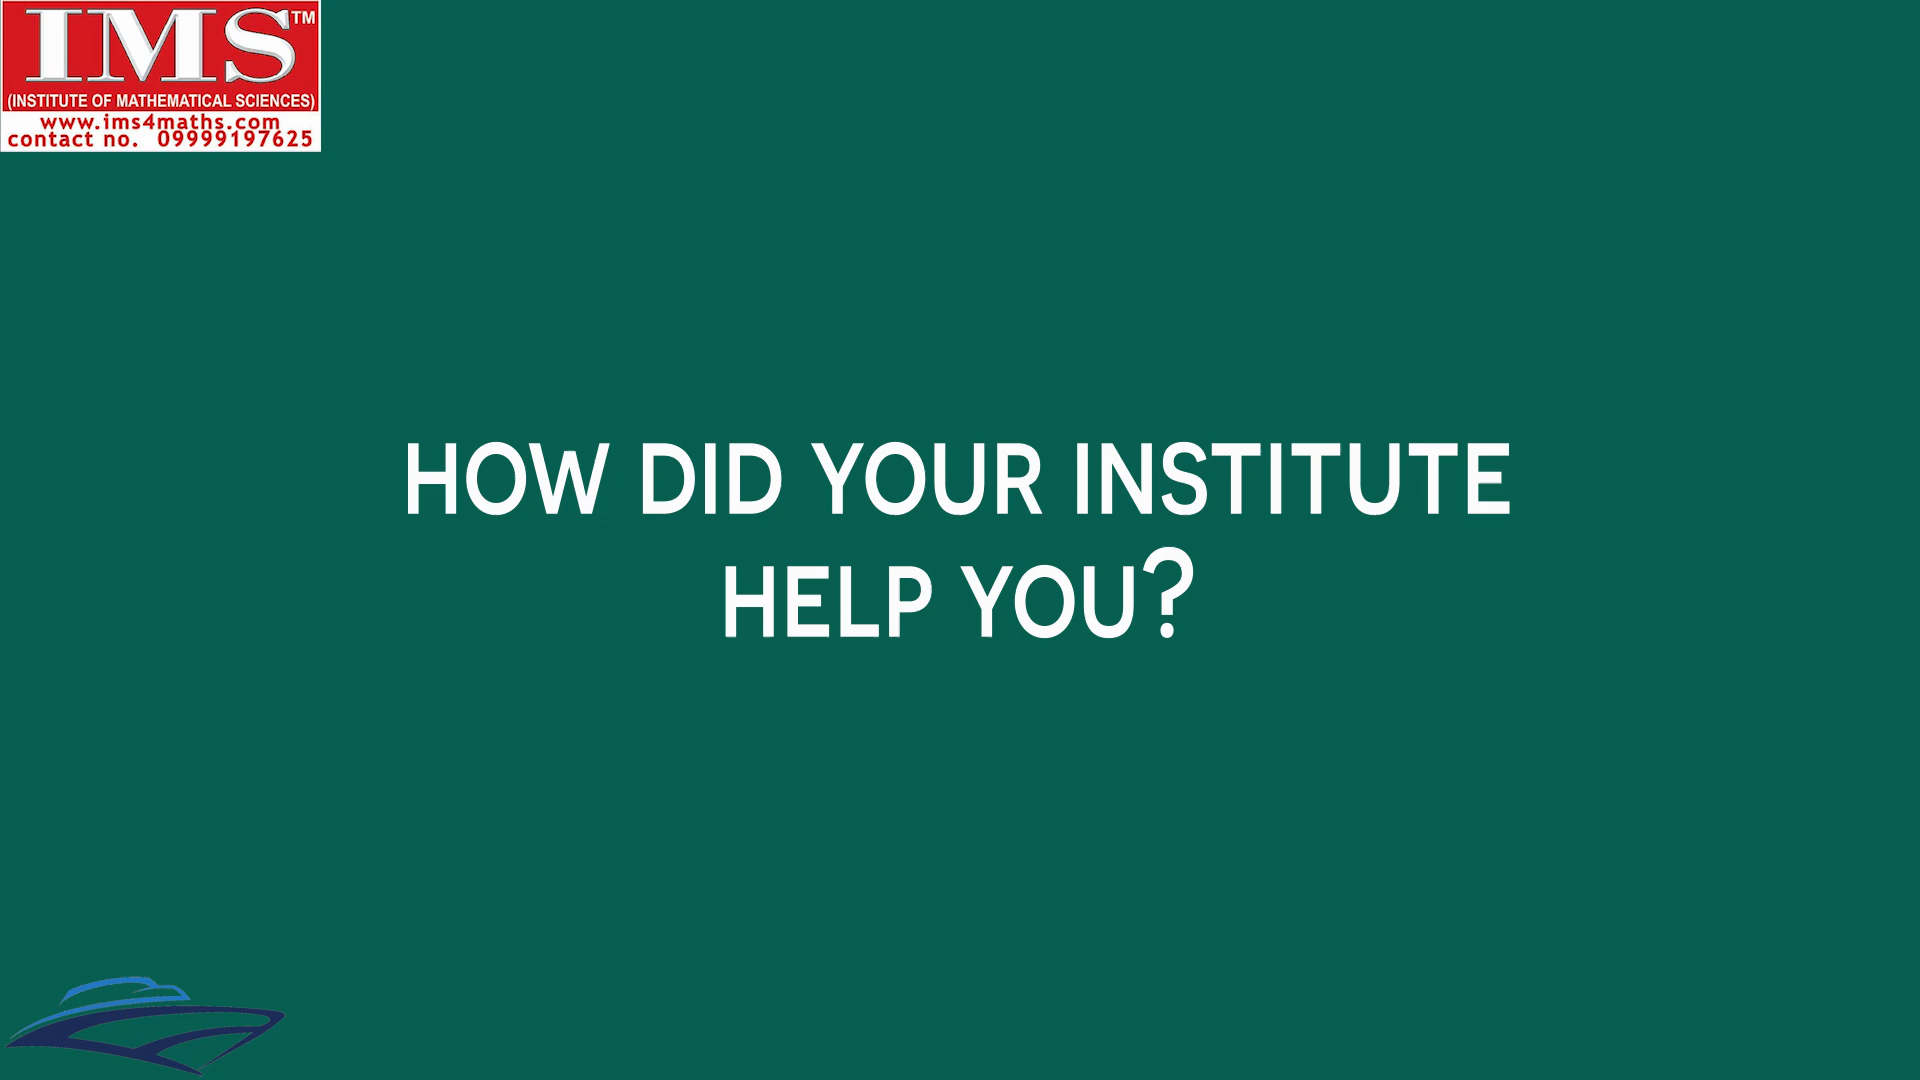 IMS™
(INSTITUTE OF MATHEMATICAL SCIENCES)
www.ims4maths.com
contact no. 09999197625
HOW DID YOUR INSTITUTE
HELP YOU?